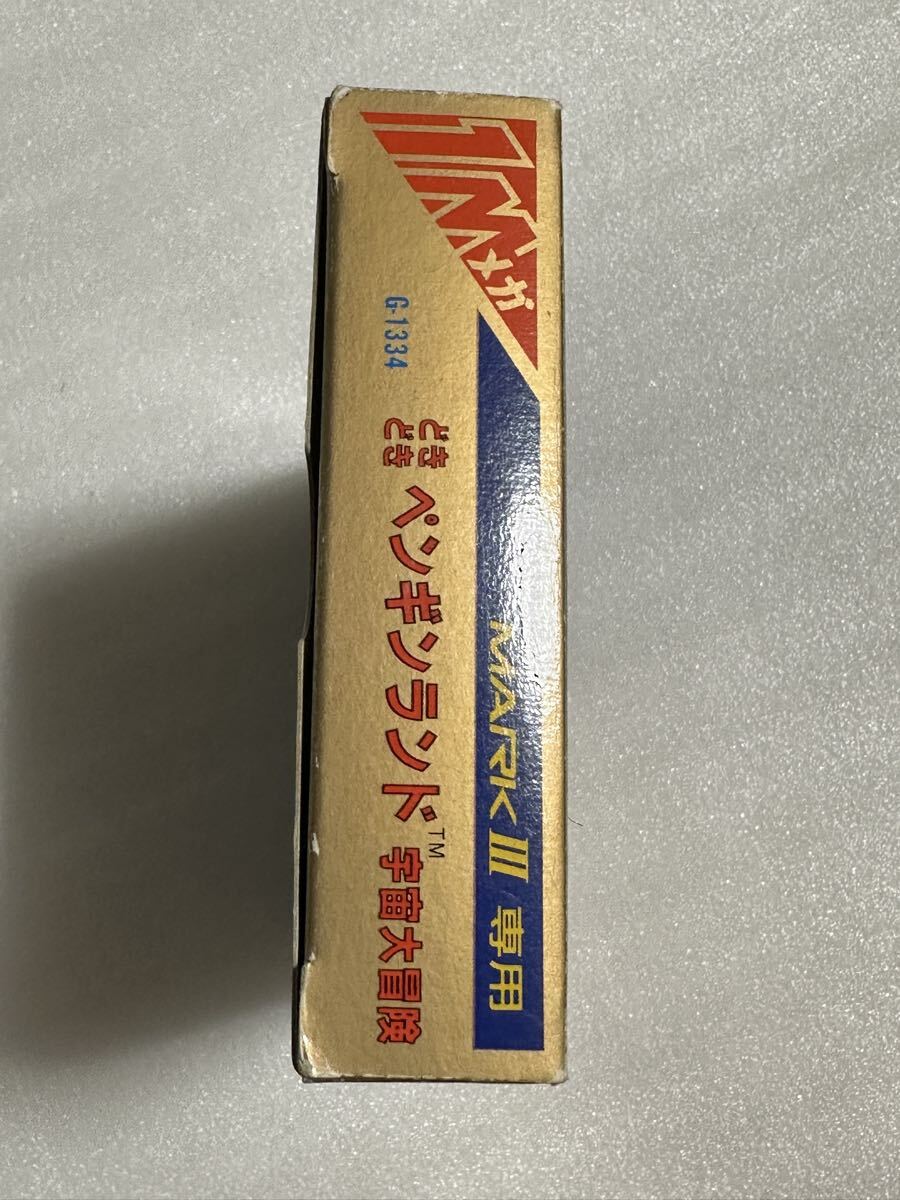 1Mメガ
MARK III 専用
G-1334
どき
どき
ペンギンランド™ 宇宙大冒険